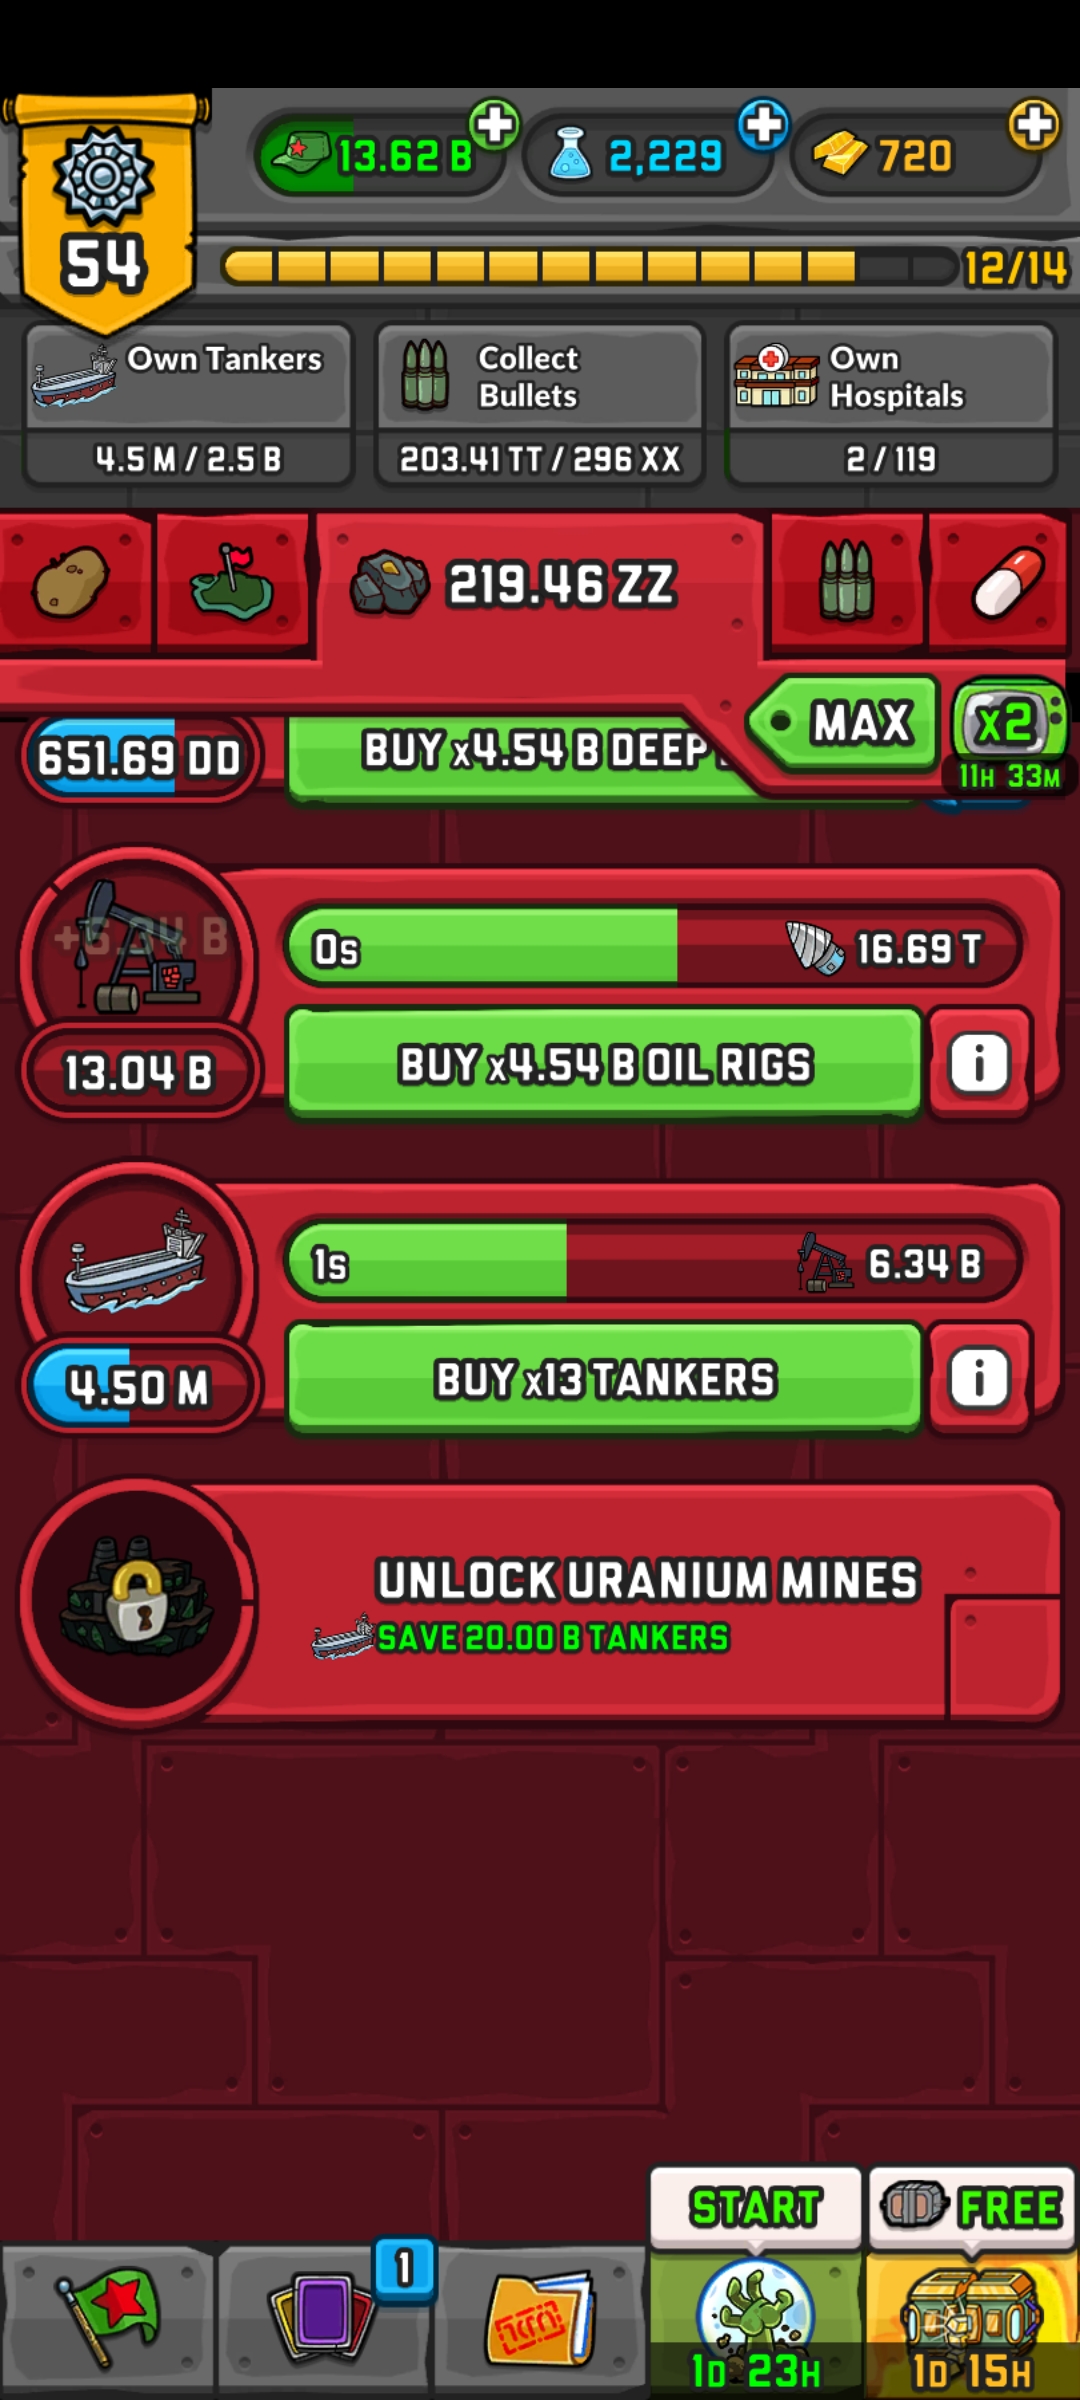 13.62 B
2,229
720
54
12/14
Own Tankers
4.5 M / 2.5 B
Collect
Bullets
203.41 TT / 296 XX
Own
Hospitals
2 / 119
219.46 ZZ
MAX
x2
11H 33M
651.69 DD
BUY x4.54 B DEEP
+6.34 B
0s
16.69 T
13.04 B
BUY x4.54 B OIL RIGS
i
1s
6.34 B
4.50 M
BUY x13 TANKERS
i
UNLOCK URANIUM MINES
SAVE 20.00 B TANKERS
START
FREE
1
1D 23H
1D 15H